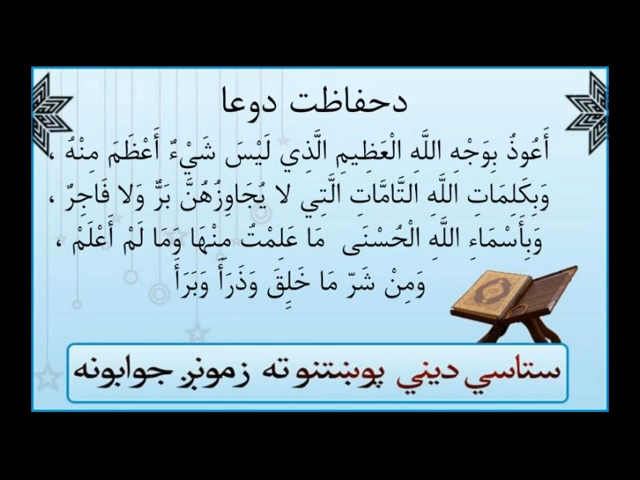 دحفاظت دوعا
أَعُوذُ بِوَجْهِ اللَّهِ الْعَظِيمِ الَّذِي لَيْسَ شَيْءٌ أَعْظَمَ مِنْهُ ،
وَبِكَلِمَاتِ اللَّهِ التَّامَّاتِ الَّتِي لا يُجَاوِزُهُنَّ بَرٌّ وَلا فَاجِرٌ ،
وَبِأَسْمَاءِ اللَّهِ الْحُسْنَى مَا عَلِمْتُ مِنْهَا وَمَا لَمْ أَعْلَمْ ،
وَمِنْ شَرِّ مَا خَلِقَ وَذَرَأَ وَبَرَأَ
ستاسي ديني پوښتنو ته زمونږ جوابونه